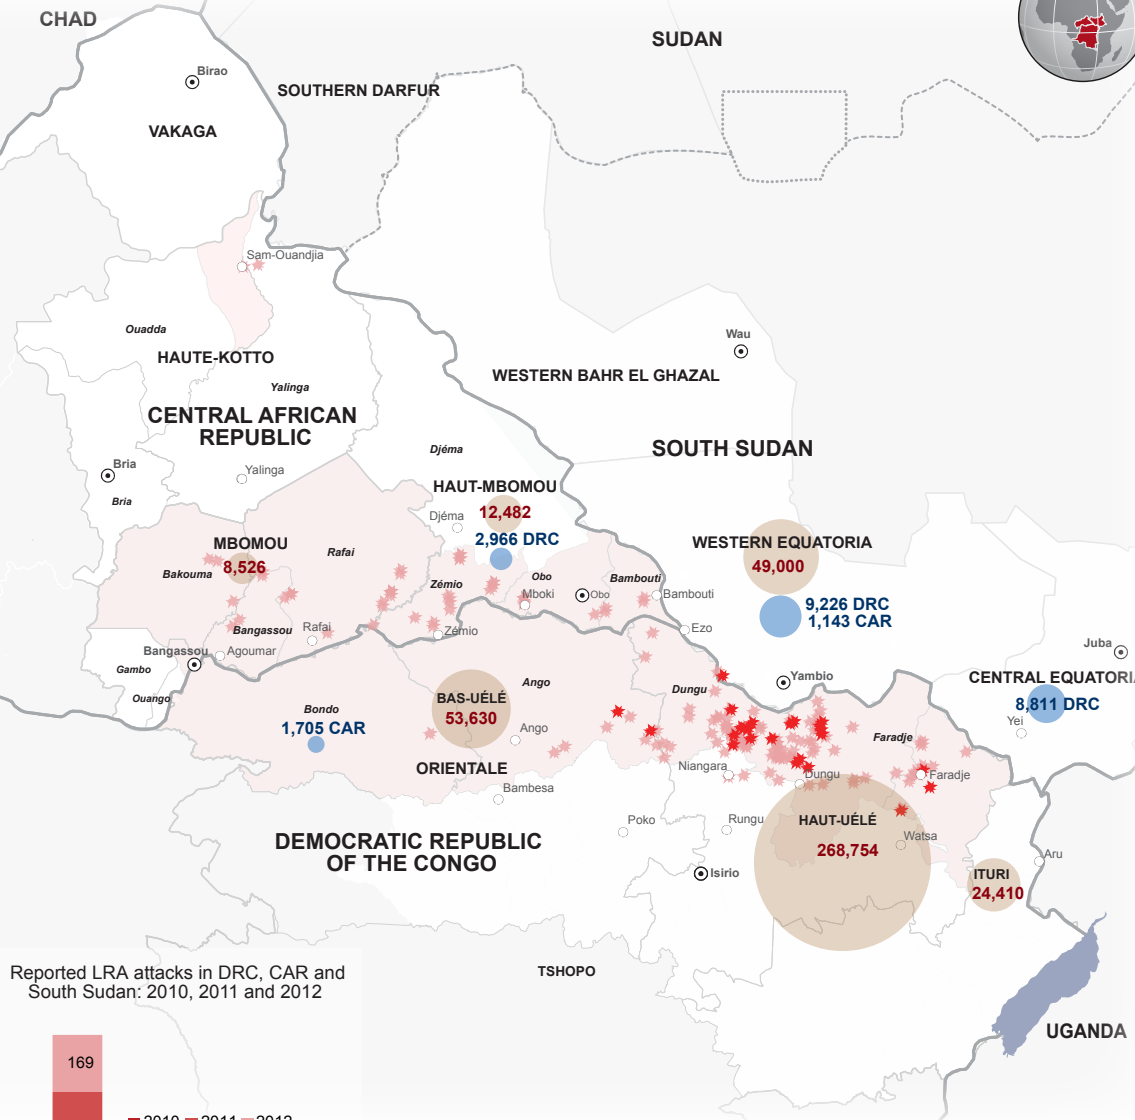 CHAD
SUDAN
Birao
SOUTHERN DARFUR
VAKAGA
Sam-Ouandjia
Ouadda
Wau
HAUTE-KOTTO
WESTERN BAHR EL GHAZAL
Yalinga
CENTRAL AFRICAN
REPUBLIC
SOUTH SUDAN
Djéma
Bria
Yalinga
Bria
HAUT-MBOMOU
12,482
Djéma
2,966 DRC
MBOMOU
8,526
Rafai
WESTERN EQUATORIA
49,000
Bakouma
Zémio
Obo
Bambouti
Mboki
Obo
Bambouti
9,226 DRC
1,143 CAR
Bangassou
Rafai
Zémio
Ezo
Bangassou
Agoumar
Juba
Gambo
Ouango
Ango
Dungu
Yambio
CENTRAL EQUATORIA
BAS-UÉLÉ
53,630
Bondo
1,705 CAR
8,811 DRC
Yei
Ango
Faradje
ORIENTALE
Niangara
Dungu
Faradje
Bambesa
Poko
Rungu
HAUT-UÉLÉ
268,754
Watsa
DEMOCRATIC REPUBLIC
OF THE CONGO
Aru
Isirio
ITURI
24,410
TSHOPO
Reported LRA attacks in DRC, CAR and
South Sudan: 2010, 2011 and 2012
UGANDA
169
2010 2011 2012